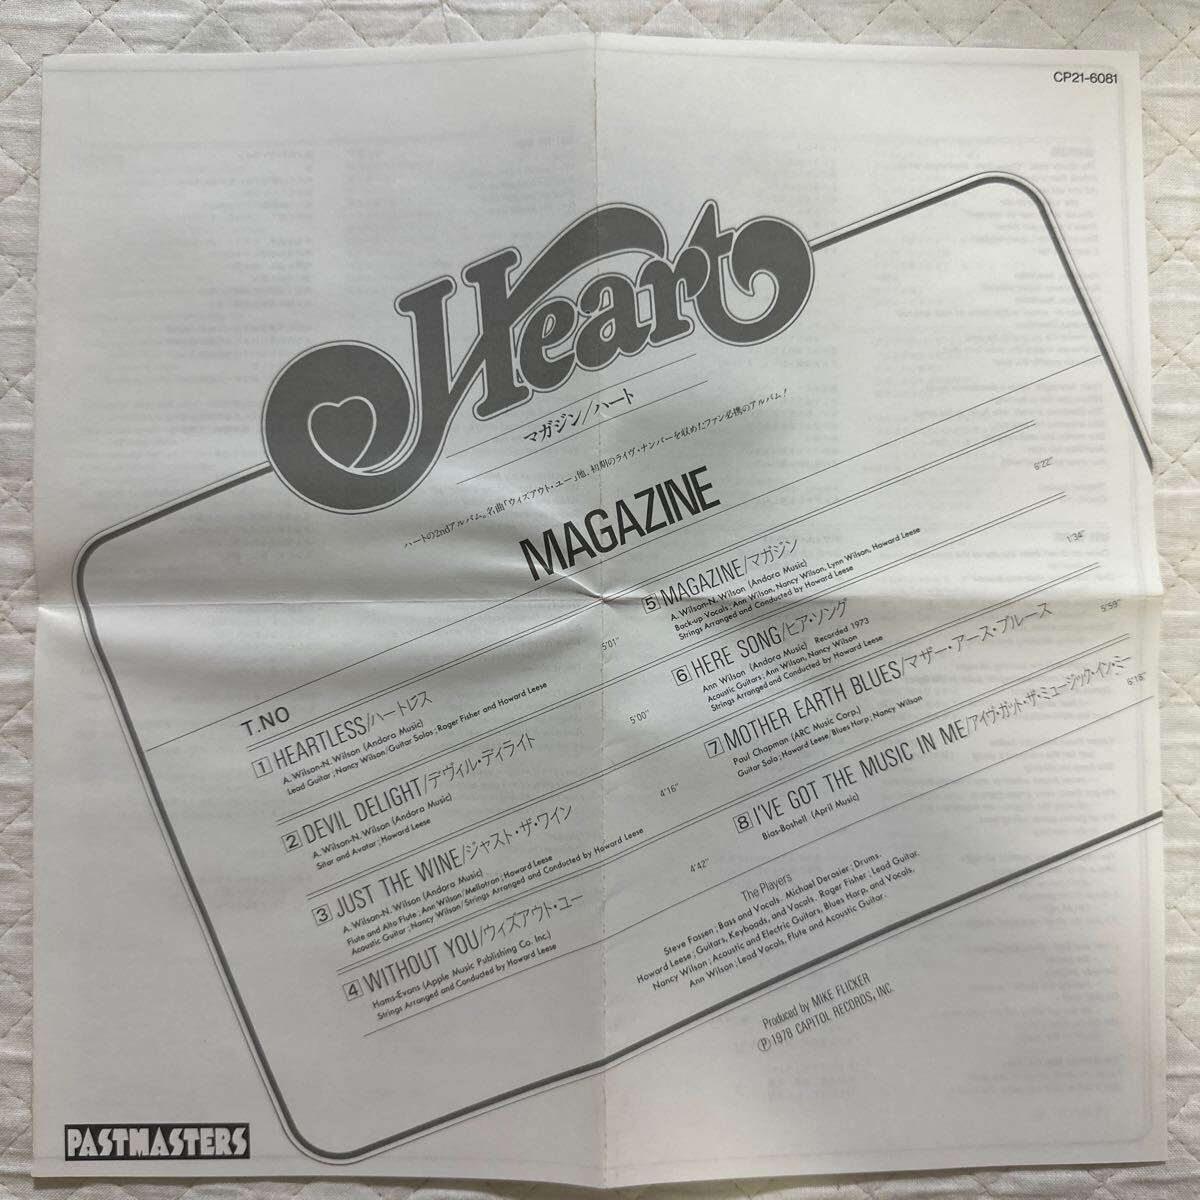 CP21-6081
Heart
マガジン/ハート
ハートの2ndアルバム。名曲「ウィズアウト・ユー」他、初期のライヴ・ナンバーを収めたファン必携のアルバム!
MAGAZINE
T.NO
1 HEARTLESS/ハートレス 5'01"
A. Wilson-N. Wilson (Andora Music)
Lead Guitar; Nancy Wilson/Guitar Solos; Roger Fisher and Howard Leese
2 DEVIL DELIGHT/デヴィル・ディライト 5'00"
A. Wilson-N. Wilson (Andora Music)
Sitar and Avatar; Howard Leese
3 JUST THE WINE/ジャスト・ザ・ワイン 4'16"
A. Wilson-N. Wilson (Andora Music)
Flute and Alto Flute; Ann Wilson/Mellotron; Howard Leese
Acoustic Guitar; Nancy Wilson/Strings Arranged and Conducted by Howard Leese
4 WITHOUT YOU/ウィズアウト・ユー 4'42"
Hams-Evans (Apple Music Publishing Co. Inc.)
Strings Arranged and Conducted by Howard Leese
5 MAGAZINE/マガジン 6'22"
A. Wilson-N. Wilson (Andora Music)
Back-up Vocals; Ann Wilson, Nancy Wilson, Lynn Wilson, Howard Leese
Strings Arranged and Conducted by Howard Leese
6 HERE SONG/ヒア・ソング 1'34"
Ann Wilson (Andora Music) Recorded 1973
Acoustic Guitars; Ann Wilson, Nancy Wilson
Strings Arranged and Conducted by Howard Leese
7 MOTHER EARTH BLUES/マザー・アース・ブルース 5'59"
Paul Chapman (ARC Music Corp.)
Guitar Solo; Howard Leese/Blues Harp; Nancy Wilson
8 I'VE GOT THE MUSIC IN ME/アイヴ・ガット・ザ・ミュージック・イン・ミー 6'18"
Bias-Boshell (April Music)
The Players
Steve Fossen; Bass and Vocals. Michael Derosier; Drums.
Howard Leese; Guitars, Keyboads, and Vocals. Roger Fisher; Lead Guitar.
Nancy Wilson; Acoustic and Electric Guitars, Blues Harp, and Vocals.
Ann Wilson; Lead Vocals, Flute and Acoustic Guitar.
Produced by MIKE FLICKER
Ⓟ1978 CAPITOL RECORDS, INC.
PASTMASTERS